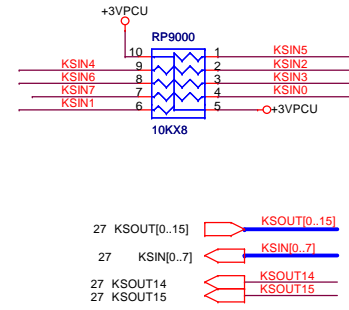 +3VPCU
RP9000
10 1 KSIN5
KSIN4 9 2 KSIN2
KSIN6 8 3 KSIN3
KSIN7 7 4 KSIN0
KSIN1 6 5 +3VPCU
10KX8
27 KSOUT[0..15] KSOUT[0..15]
27 KSIN[0..7] KSIN[0..7]
27 KSOUT14 KSOUT14
27 KSOUT15 KSOUT15